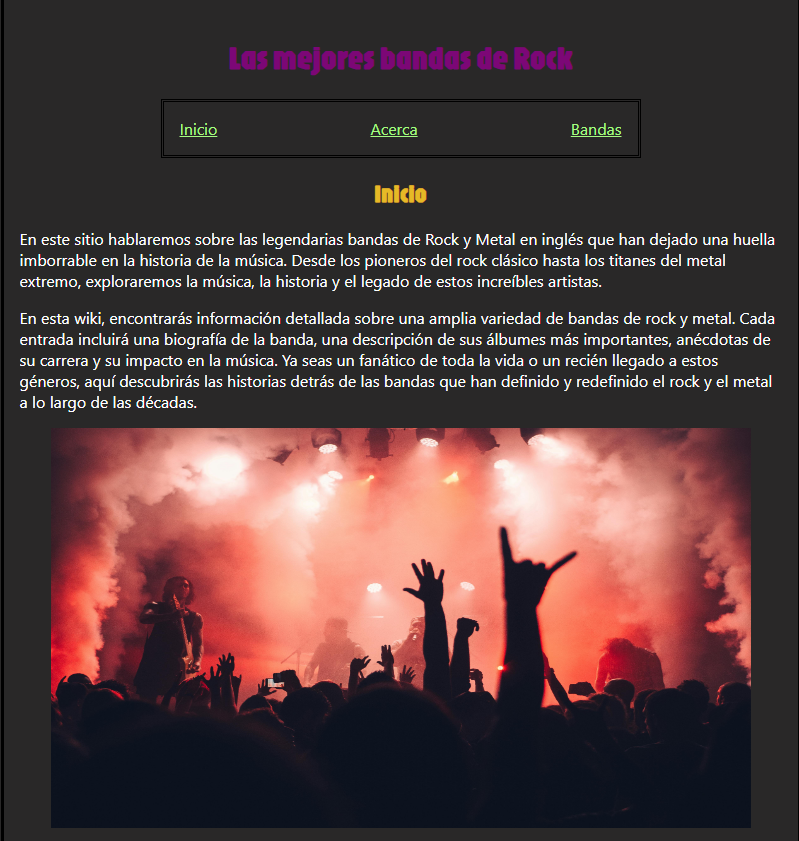 Las mejores bandas de Rock
Inicio
Acerca
Bandas
Inicio
En este sitio hablaremos sobre las legendarias bandas de Rock y Metal en inglés que han dejado una huella
imborrable en la historia de la música. Desde los pioneros del rock clásico hasta los titanes del metal
extremo, exploraremos la música, la historia y el legado de estos increíbles artistas.
En esta wiki, encontrarás información detallada sobre una amplia variedad de bandas de rock y metal. Cada
entrada incluirá una biografía de la banda, una descripción de sus álbumes más importantes, anécdotas de
su carrera y su impacto en la música. Ya seas un fanático de toda la vida o un recién llegado a estos
géneros, aquí descubrirás las historias detrás de las bandas que han definido y redefinido el rock y el metal
a lo largo de las décadas.